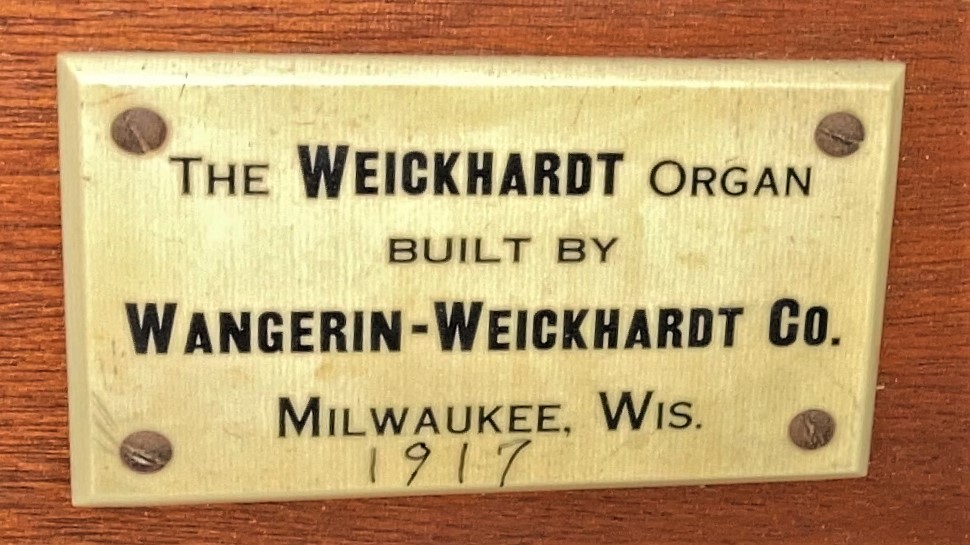 The Weickhardt Organ
BUILT BY
Wangerin-Weickhardt Co.
Milwaukee, Wis.
1917